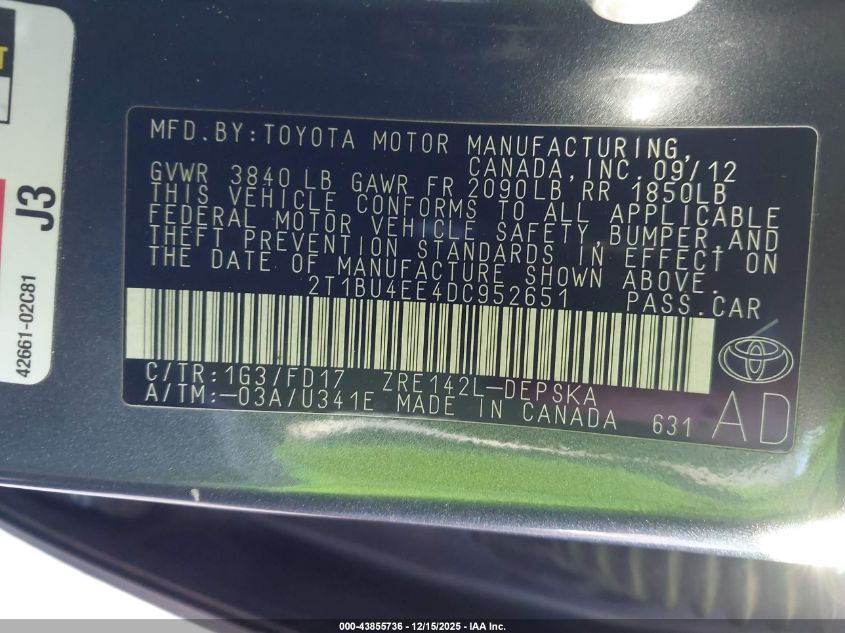 MFD.BY:TOYOTA MOTOR MANUFACTURING,
CANADA,INC. 09/12
GVWR 3840 LB GAWR FR 2090LB RR 1850LB
THIS VEHICLE CONFORMS TO ALL APPLICABLE
FEDERAL MOTOR VEHICLE SAFETY,BUMPER,AND
THEFT PREVENTION STANDARDS IN EFFECT ON
THE DATE OF MANUFACTURE SHOWN ABOVE.
2T1BU4EE4DC952651 PASS.CAR
C/TR:1G3/FD17 ZRE142L-DEPSKA
A/TM:-03A/U341E MADE IN CANADA 631
AD
J3
42661-02C81
000-43855736 - 12/15/2025 - IAA Inc.